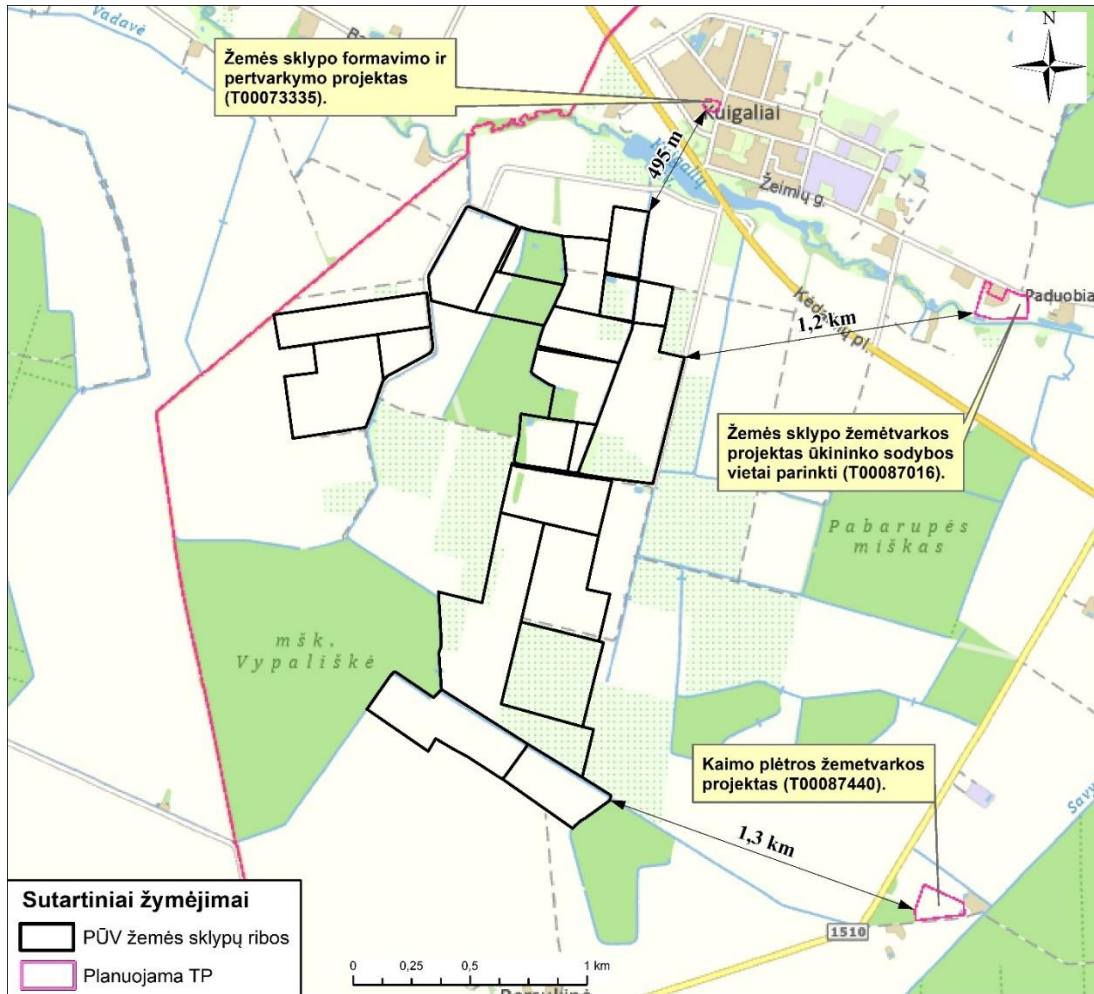 Vadavė
N
Žemės sklypo formavimo ir
pertvarkymo projektas
(T00073335).
Kuigaliai
495 m
Žeimių g.
Paduobia
1,2 km
Kėdainių pl.
Žemės sklypo žemėtvarkos
projektas ūkininko sodybos
vietai parinkti (T00087016).
Pabarupės
miškas
mšk.
Vypališkė
Kaimo plėtros žemetvarkos
projektas (T00087440).
1,3 km
1510
Sutartiniai žymėjimai
PŪV žemės sklypų ribos
Planuojama TP
0 0,25 0,5 1 km